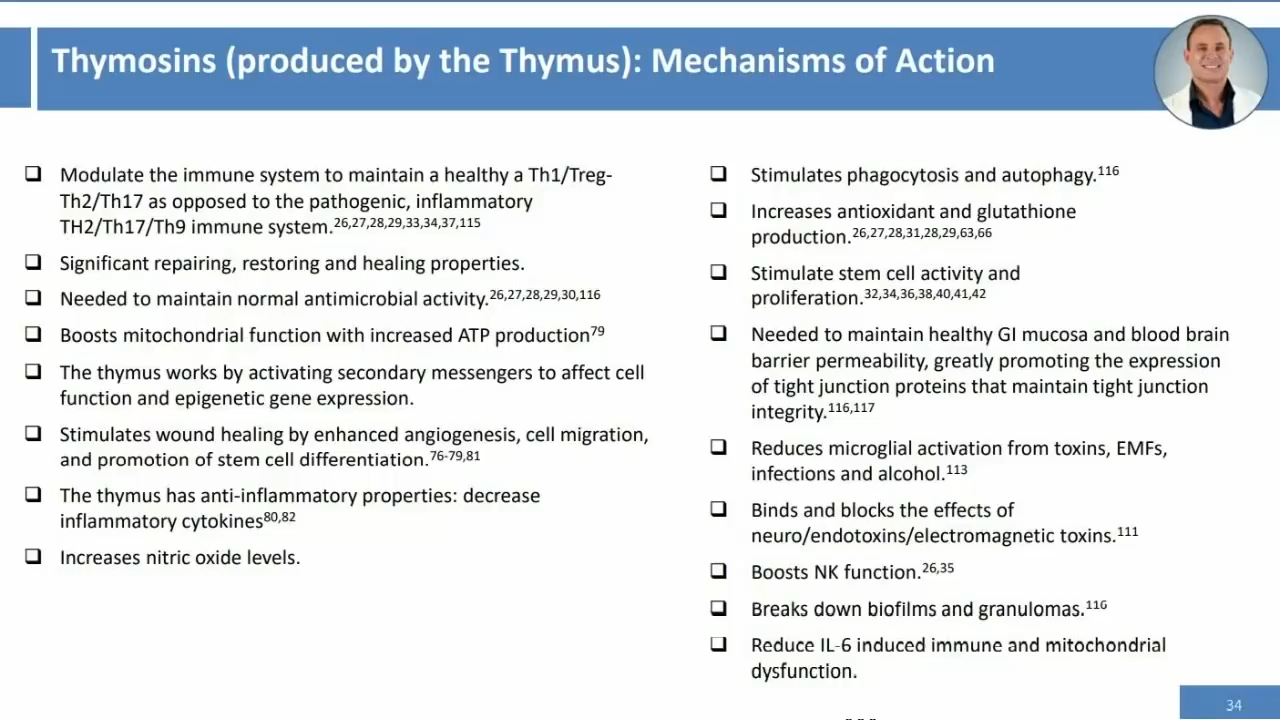 Thymosins (produced by the Thymus): Mechanisms of Action
❑ Modulate the immune system to maintain a healthy a Th1/Treg-
Th2/Th17 as opposed to the pathogenic, inflammatory
TH2/Th17/Th9 immune system.26,27,28,29,33,34,37,115
❑ Significant repairing, restoring and healing properties.
❑ Needed to maintain normal antimicrobial activity.26,27,28,29,30,116
❑ Boosts mitochondrial function with increased ATP production79
❑ The thymus works by activating secondary messengers to affect cell
function and epigenetic gene expression.
❑ Stimulates wound healing by enhanced angiogenesis, cell migration,
and promotion of stem cell differentiation.76-79,81
❑ The thymus has anti-inflammatory properties: decrease
inflammatory cytokines80,82
❑ Increases nitric oxide levels.
❑ Stimulates phagocytosis and autophagy.116
❑ Increases antioxidant and glutathione
production.26,27,28,31,28,29,63,66
❑ Stimulate stem cell activity and
proliferation.32,34,36,38,40,41,42
❑ Needed to maintain healthy GI mucosa and blood brain
barrier permeability, greatly promoting the expression
of tight junction proteins that maintain tight junction
integrity.116,117
❑ Reduces microglial activation from toxins, EMFs,
infections and alcohol.113
❑ Binds and blocks the effects of
neuro/endotoxins/electromagnetic toxins.111
❑ Boosts NK function.26,35
❑ Breaks down biofilms and granulomas.116
❑ Reduce IL-6 induced immune and mitochondrial
dysfunction.
34